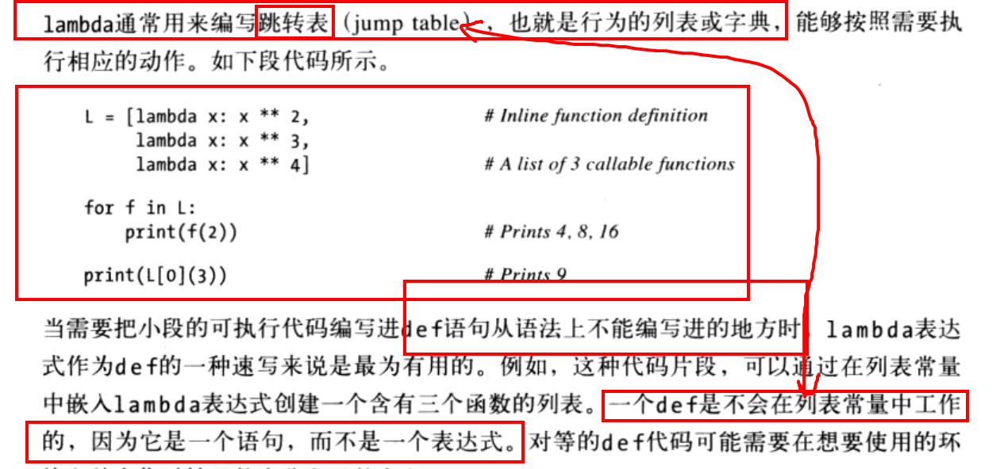 lambda通常用来编写跳转表（jump table），也就是行为的列表或字典，能够按照需要执
行相应的动作。如下段代码所示。
L = [lambda x: x ** 2, # Inline function definition
lambda x: x ** 3,
lambda x: x ** 4] # A list of 3 callable functions
for f in L:
print(f(2)) # Prints 4, 8, 16
print(L[0](3)) # Prints 9
当需要把小段的可执行代码编写进def语句从语法上不能编写进的地方时，lambda表达
式作为def的一种速写来说是最为有用的。例如，这种代码片段，可以通过在列表常量
中嵌入lambda表达式创建一个含有三个函数的列表。一个def是不会在列表常量中工作
的，因为它是一个语句，而不是一个表达式。对等的def代码可能需要在想要使用的环